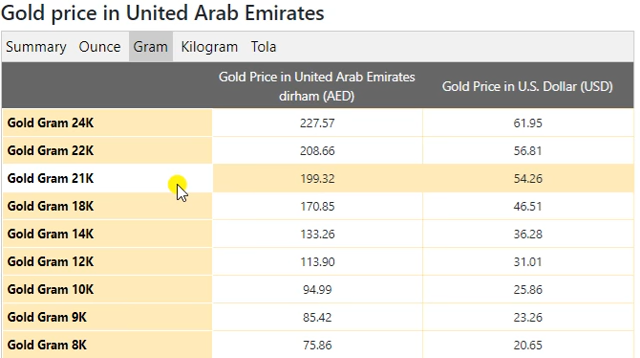 Gold price in United Arab Emirates
Summary Ounce Gram Kilogram Tola
Gold Price in United Arab Emirates
dirham (AED) Gold Price in U.S. Dollar (USD)
Gold Gram 24K 227.57 61.95
Gold Gram 22K 208.66 56.81
Gold Gram 21K 199.32 54.26
Gold Gram 18K 170.85 46.51
Gold Gram 14K 133.26 36.28
Gold Gram 12K 113.90 31.01
Gold Gram 10K 94.99 25.86
Gold Gram 9K 85.42 23.26
Gold Gram 8K 75.86 20.65